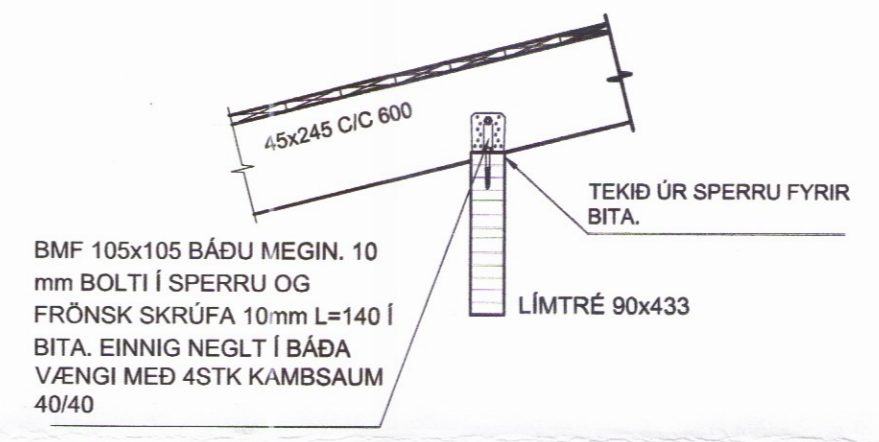 45x245 C/C 600
TEKIÐ ÚR SPERRU FYRIR
BITA.
BMF 105x105 BÁÐU MEGIN. 10
mm BOLTI Í SPERRU OG
FRÖNSK SKRÚFA 10mm L=140 Í
BITA. EINNIG NEGLT Í BÁÐA
VÆNGI MEÐ 4STK KAMBSAUM
40/40
LÍMTRÉ 90x433